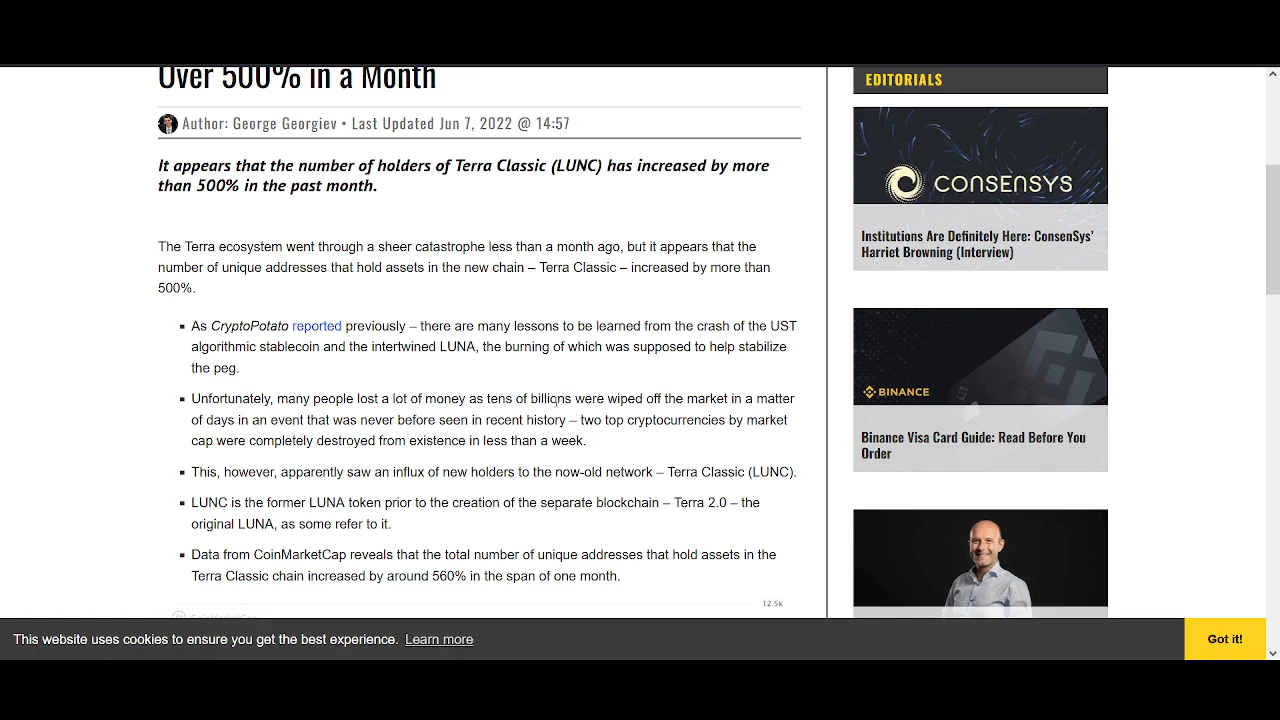 Over 500% in a Month
Author: George Georgiev • Last Updated Jun 7, 2022 @ 14:57
It appears that the number of holders of Terra Classic (LUNC) has increased by more
than 500% in the past month.
The Terra ecosystem went through a sheer catastrophe less than a month ago, but it appears that the
number of unique addresses that hold assets in the new chain – Terra Classic – increased by more than
500%.
As CryptoPotato reported previously – there are many lessons to be learned from the crash of the UST
algorithmic stablecoin and the intertwined LUNA, the burning of which was supposed to help stabilize
the peg.
Unfortunately, many people lost a lot of money as tens of billions were wiped off the market in a matter
of days in an event that was never before seen in recent history – two top cryptocurrencies by market
cap were completely destroyed from existence in less than a week.
This, however, apparently saw an influx of new holders to the now-old network – Terra Classic (LUNC).
LUNC is the former LUNA token prior to the creation of the separate blockchain – Terra 2.0 – the
original LUNA, as some refer to it.
Data from CoinMarketCap reveals that the total number of unique addresses that hold assets in the
Terra Classic chain increased by around 560% in the span of one month.
12.5k
EDITORIALS
CONSENSYS
Institutions Are Definitely Here: ConsenSys'
Harriet Browning (Interview)
BINANCE
Binance Visa Card Guide: Read Before You
Order
This website uses cookies to ensure you get the best experience. Learn more
Got it!